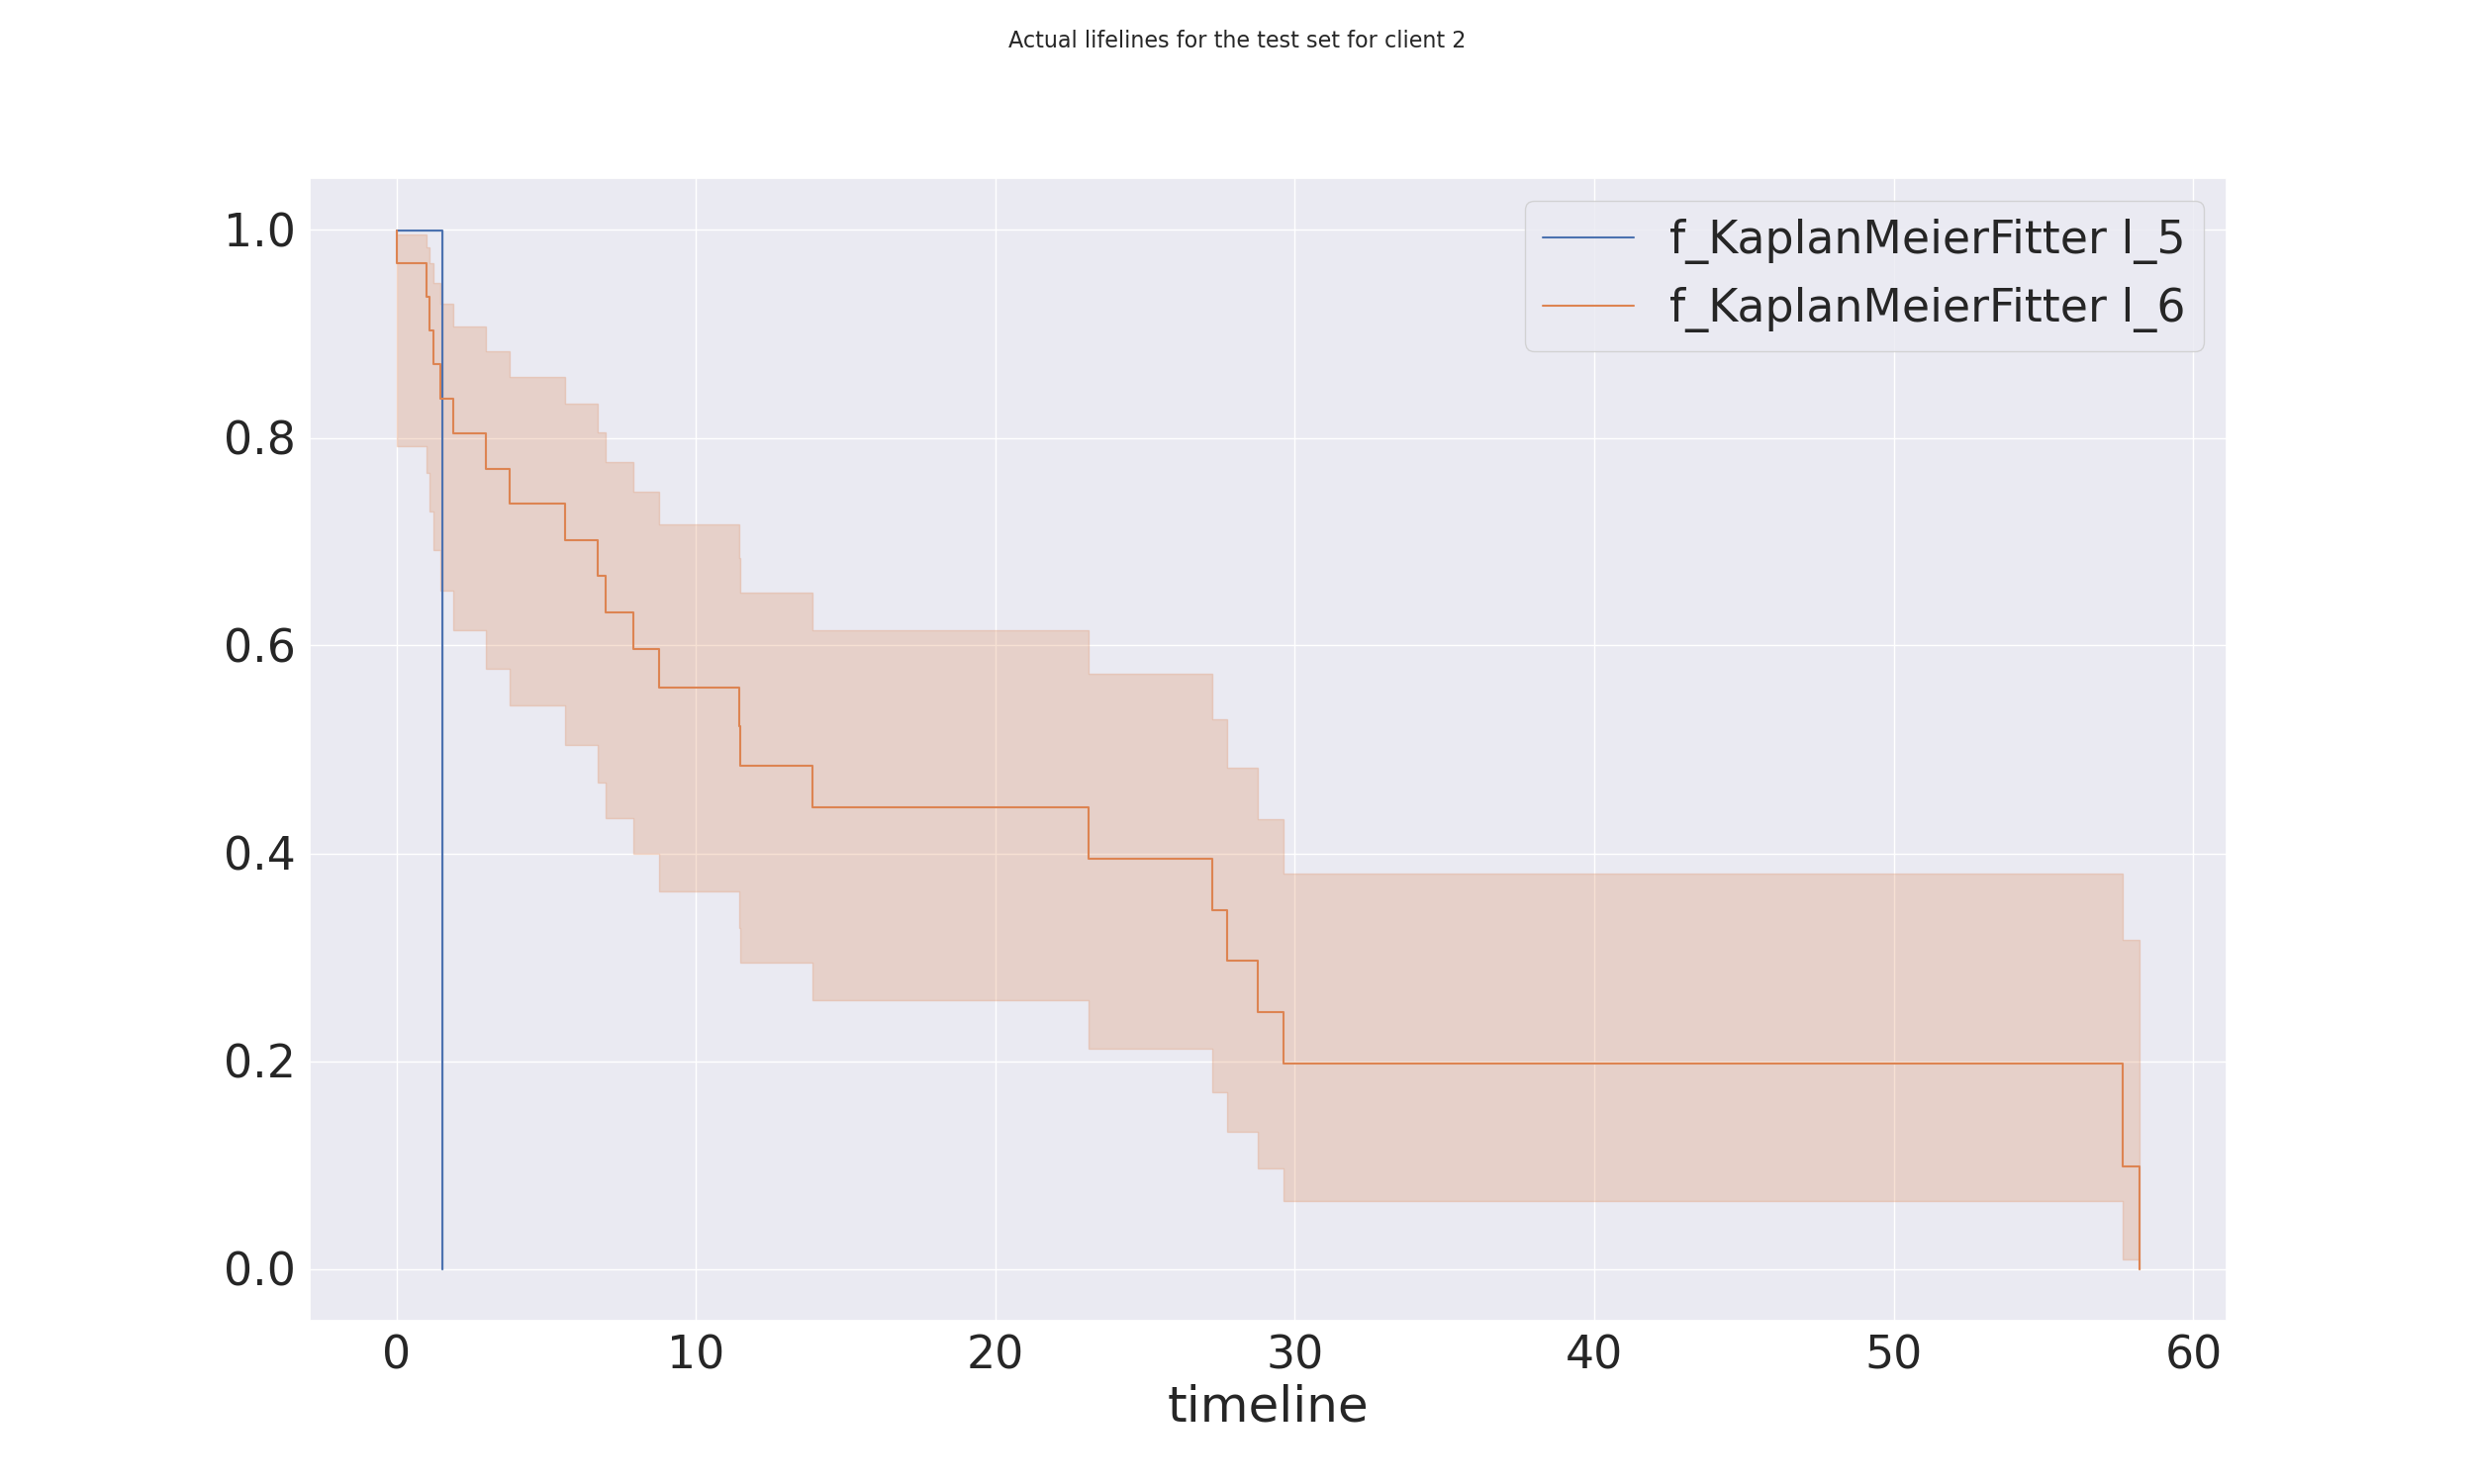 Actual lifelines for the test set for client 2
f_KaplanMeierFitter l_5
f_KaplanMeierFitter l_6
1.0
0.8
0.6
0.4
0.2
0.0
0 10 20 30 40 50 60
timeline